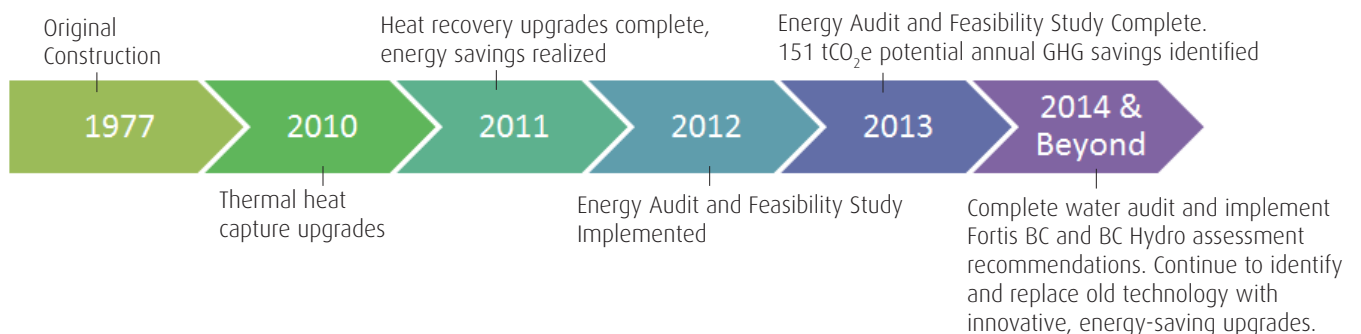 Original
Construction
Heat recovery upgrades complete,
energy savings realized
Energy Audit and Feasibility Study Complete.
151 tCO₂e potential annual GHG savings identified
1977
2010
2011
2012
2013
2014 &
Beyond
Thermal heat
capture upgrades
Energy Audit and Feasibility Study
Implemented
Complete water audit and implement
Fortis BC and BC Hydro assessment
recommendations. Continue to identify
and replace old technology with
innovative, energy-saving upgrades.